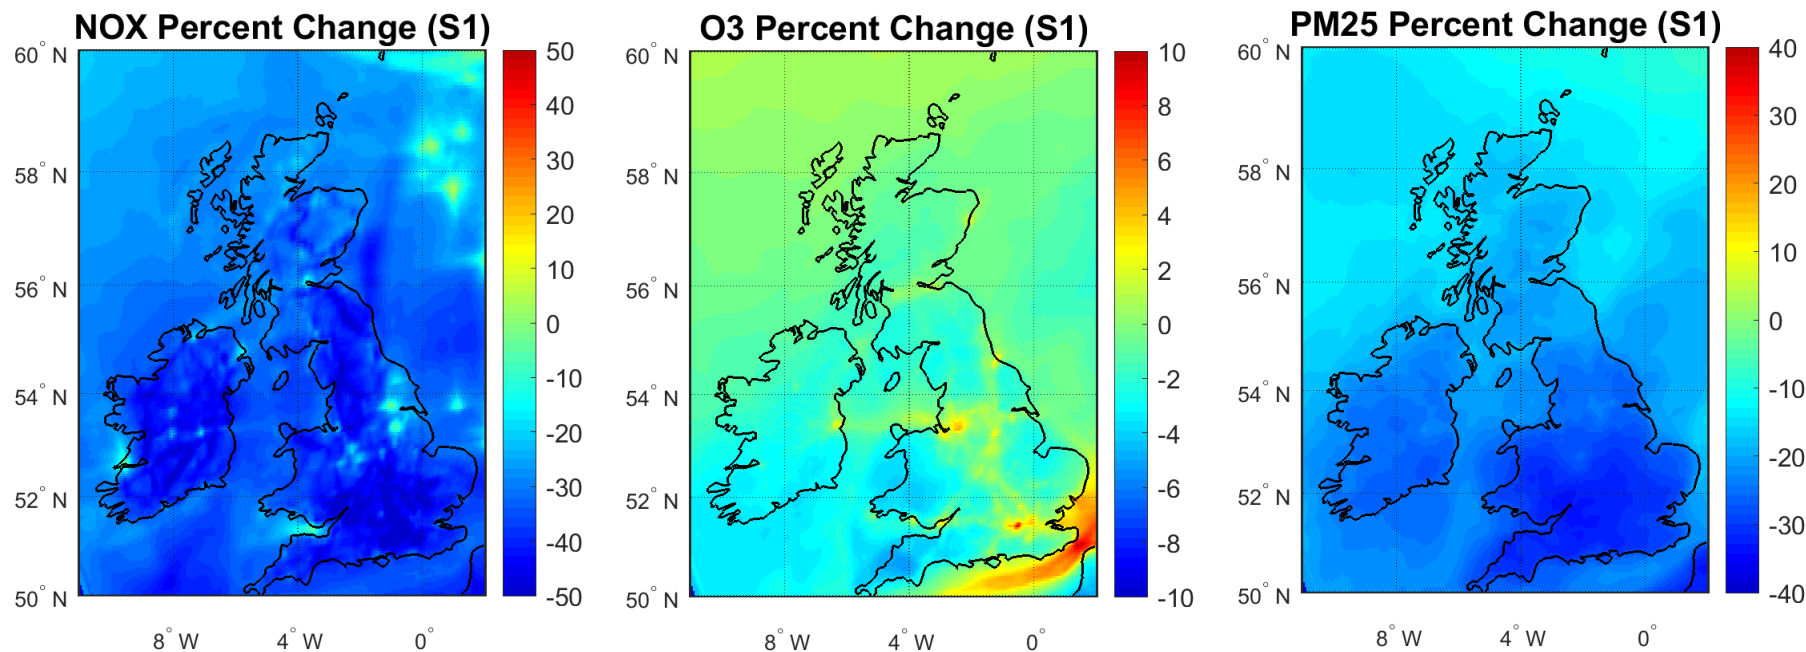 NOX Percent Change (S1)
60° N
58° N
56° N
54° N
52° N
50° N
8° W
4° W
0°
50
40
30
20
10
0
-10
-20
-30
-40
-50
O3 Percent Change (S1)
60° N
58° N
56° N
54° N
52° N
50° N
8° W
4° W
0°
10
8
6
4
2
0
-2
-4
-6
-8
-10
PM25 Percent Change (S1)
60° N
58° N
56° N
54° N
52° N
50° N
8° W
4° W
0°
40
30
20
10
0
-10
-20
-30
-40